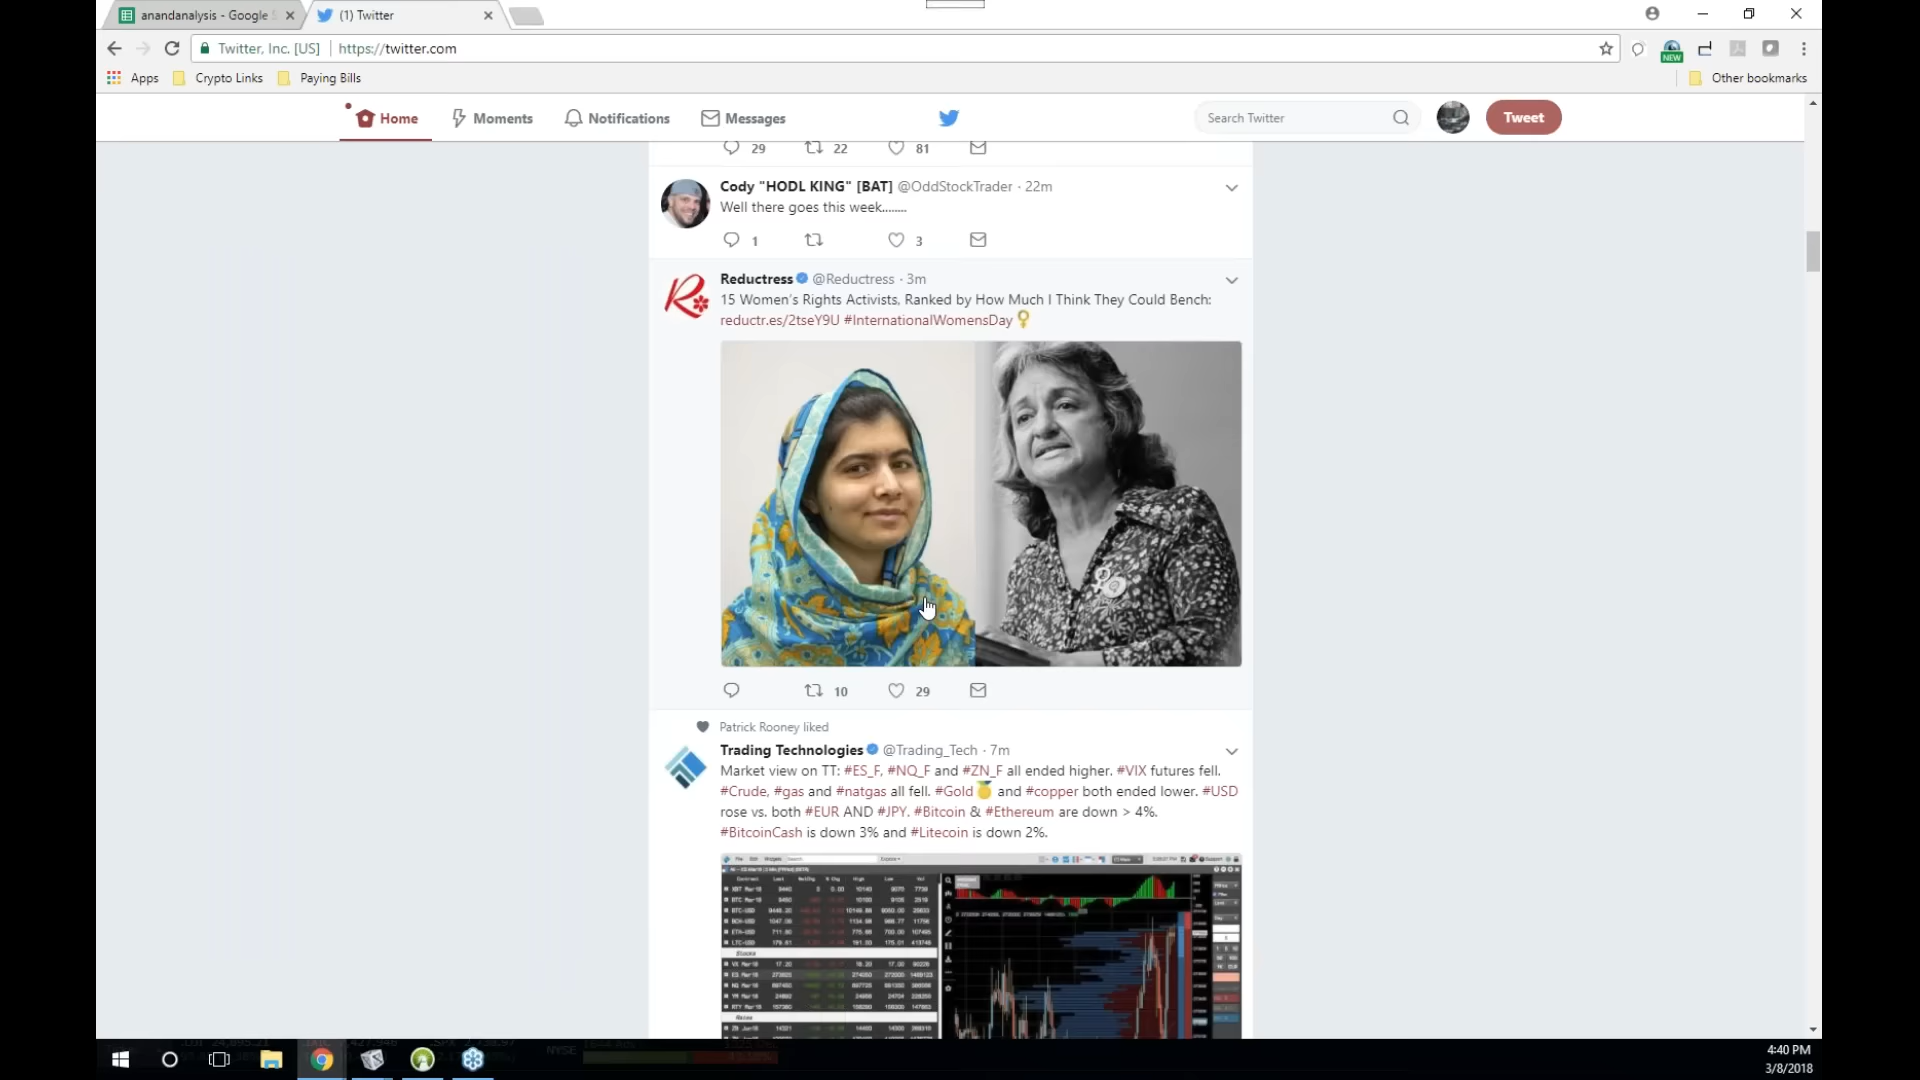 anandanalysis - Google S
(1) Twitter
Twitter, Inc. [US]
https://twitter.com
NEW
Apps
Crypto Links
Paying Bills
Other bookmarks
Home
Moments
Notifications
Messages
Search Twitter
Tweet
29
22
81
Cody "HODL KING" [BAT] @OddStockTrader · 22m
Well there goes this week........
1
3
Reductress @Reductress · 3m
15 Women's Rights Activists, Ranked by How Much I Think They Could Bench:
reductr.es/2tseY9U #InternationalWomensDay
10
29
Patrick Rooney liked
Trading Technologies @Trading_Tech · 7m
Market view on TT: #ES_F, #NQ_F and #ZN_F all ended higher. #VIX futures fell.
#Crude, #gas and #natgas all fell. #Gold and #copper both ended lower. #USD
rose vs. both #EUR AND #JPY. #Bitcoin & #Ethereum are down > 4%.
#BitcoinCash is down 3% and #Litecoin is down 2%.
4:40 PM
3/8/2018